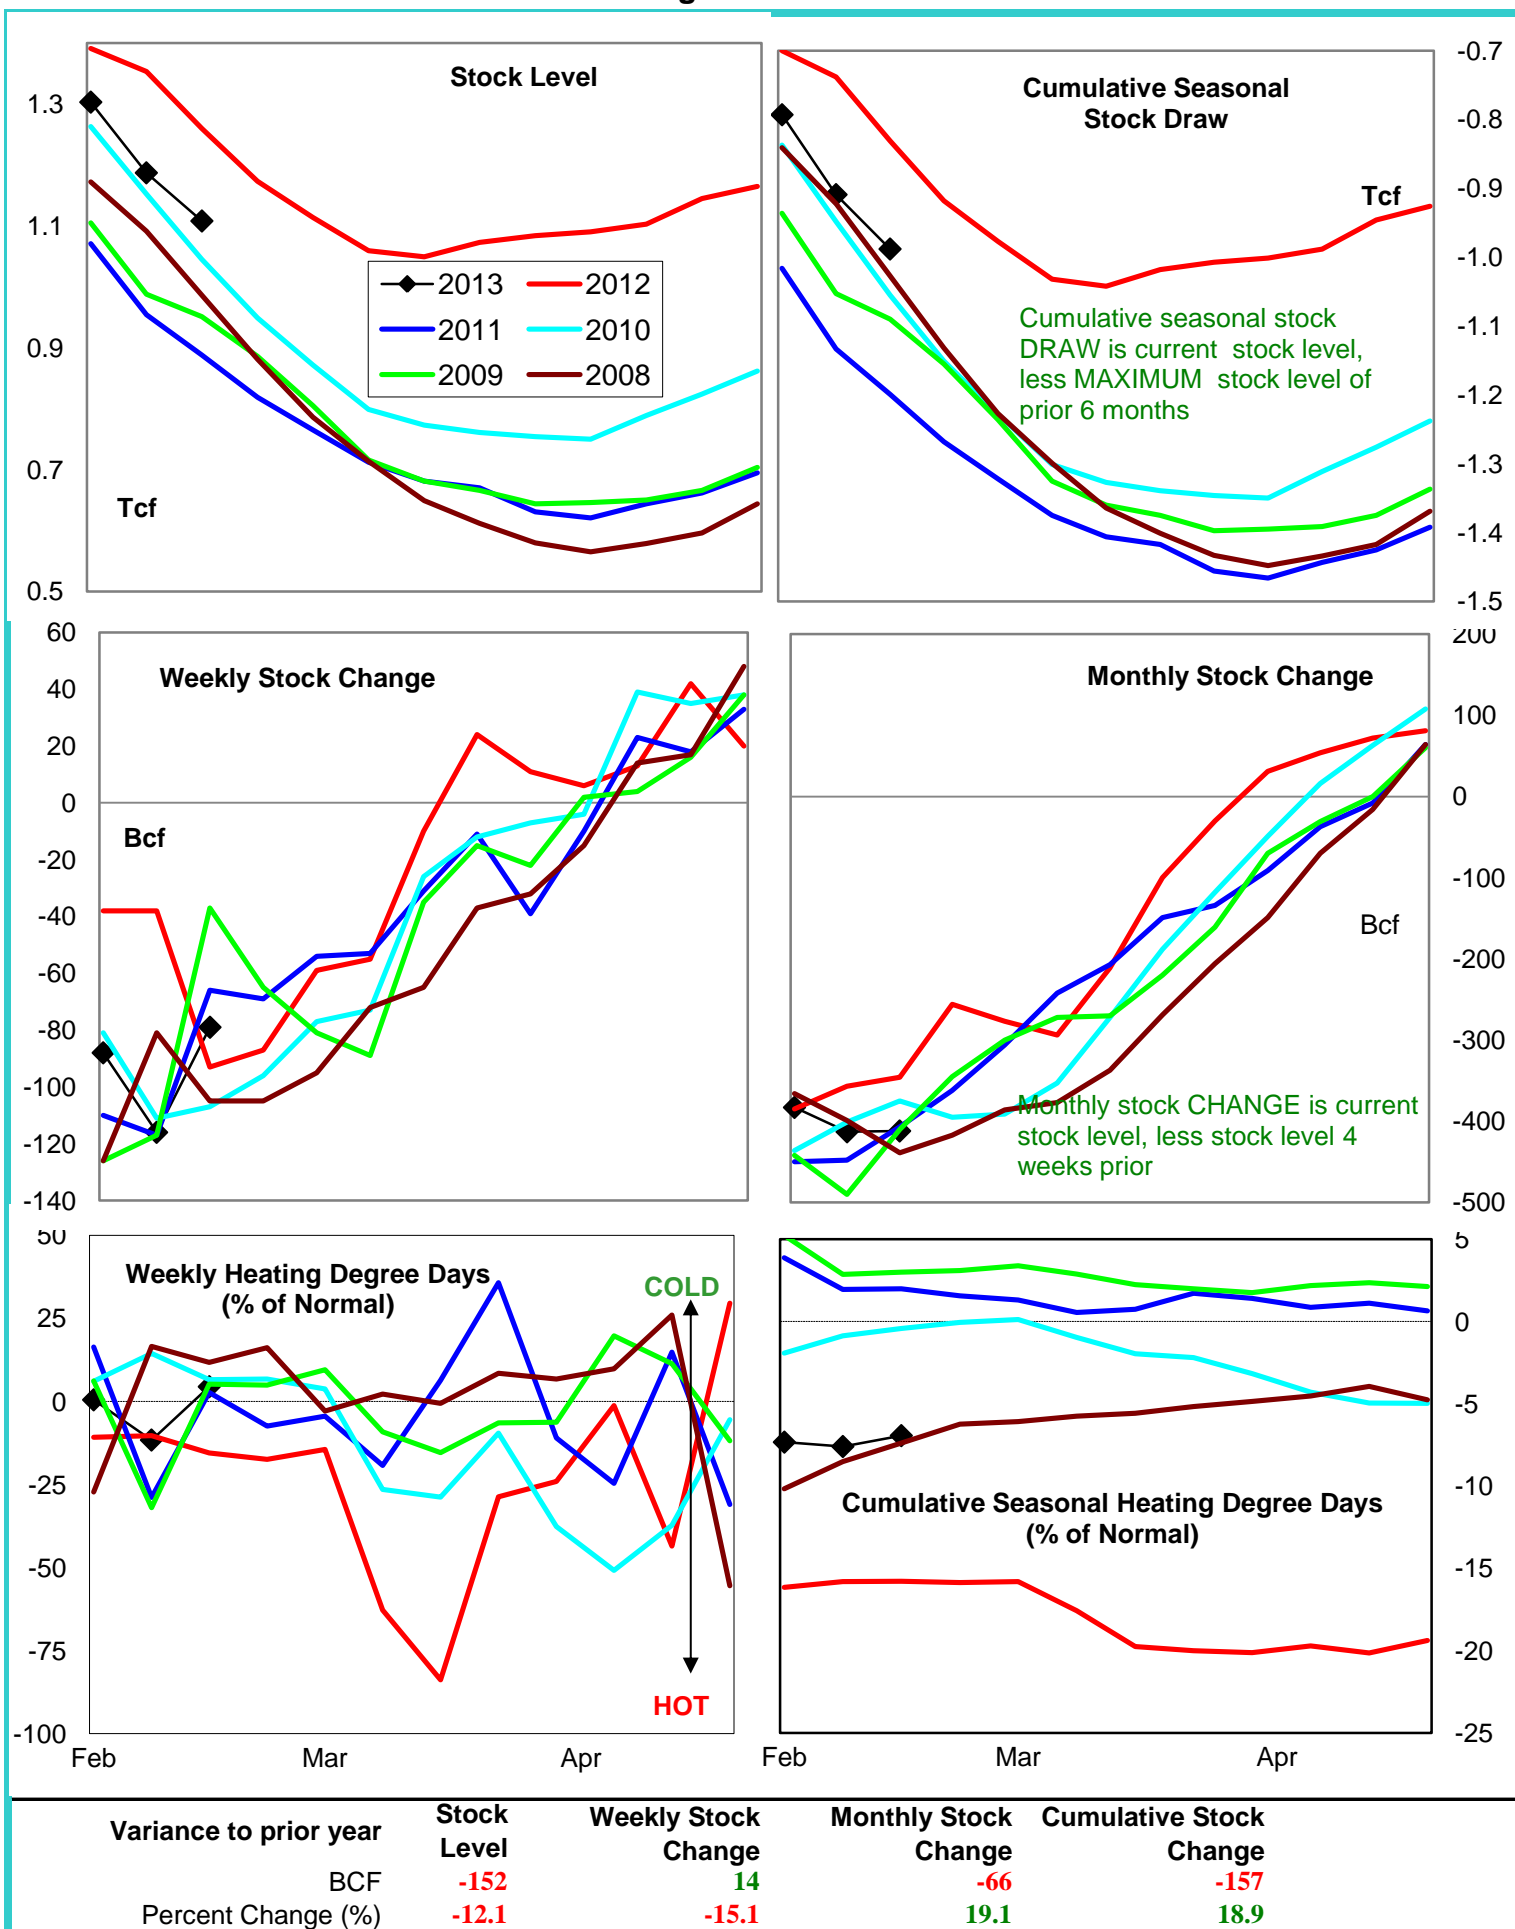 Stock Level
1.3
1.1
0.9
0.7
0.5
Tcf
2013 2012
2011 2010
2009 2008
Cumulative Seasonal
Stock Draw
Tcf
Cumulative seasonal stock
DRAW is current stock level,
less MAXIMUM stock level of
prior 6 months
-0.7
-0.8
-0.9
-1.0
-1.1
-1.2
-1.3
-1.4
-1.5
Weekly Stock Change
Bcf
60
40
20
0
-20
-40
-60
-80
-100
-120
-140
Monthly Stock Change
Bcf
Monthly stock CHANGE is current
stock level, less stock level 4
weeks prior
200
100
0
-100
-200
-300
-400
-500
Weekly Heating Degree Days
(% of Normal)
COLD
HOT
50
25
0
-25
-50
-75
-100
Feb Mar Apr
Cumulative Seasonal Heating Degree Days
(% of Normal)
5
0
-5
-10
-15
-20
-25
Feb Mar Apr
Variance to prior year Stock Level Weekly Stock Change Monthly Stock Change Cumulative Stock Change
BCF -152 14 -66 -157
Percent Change (%) -12.1 -15.1 19.1 18.9